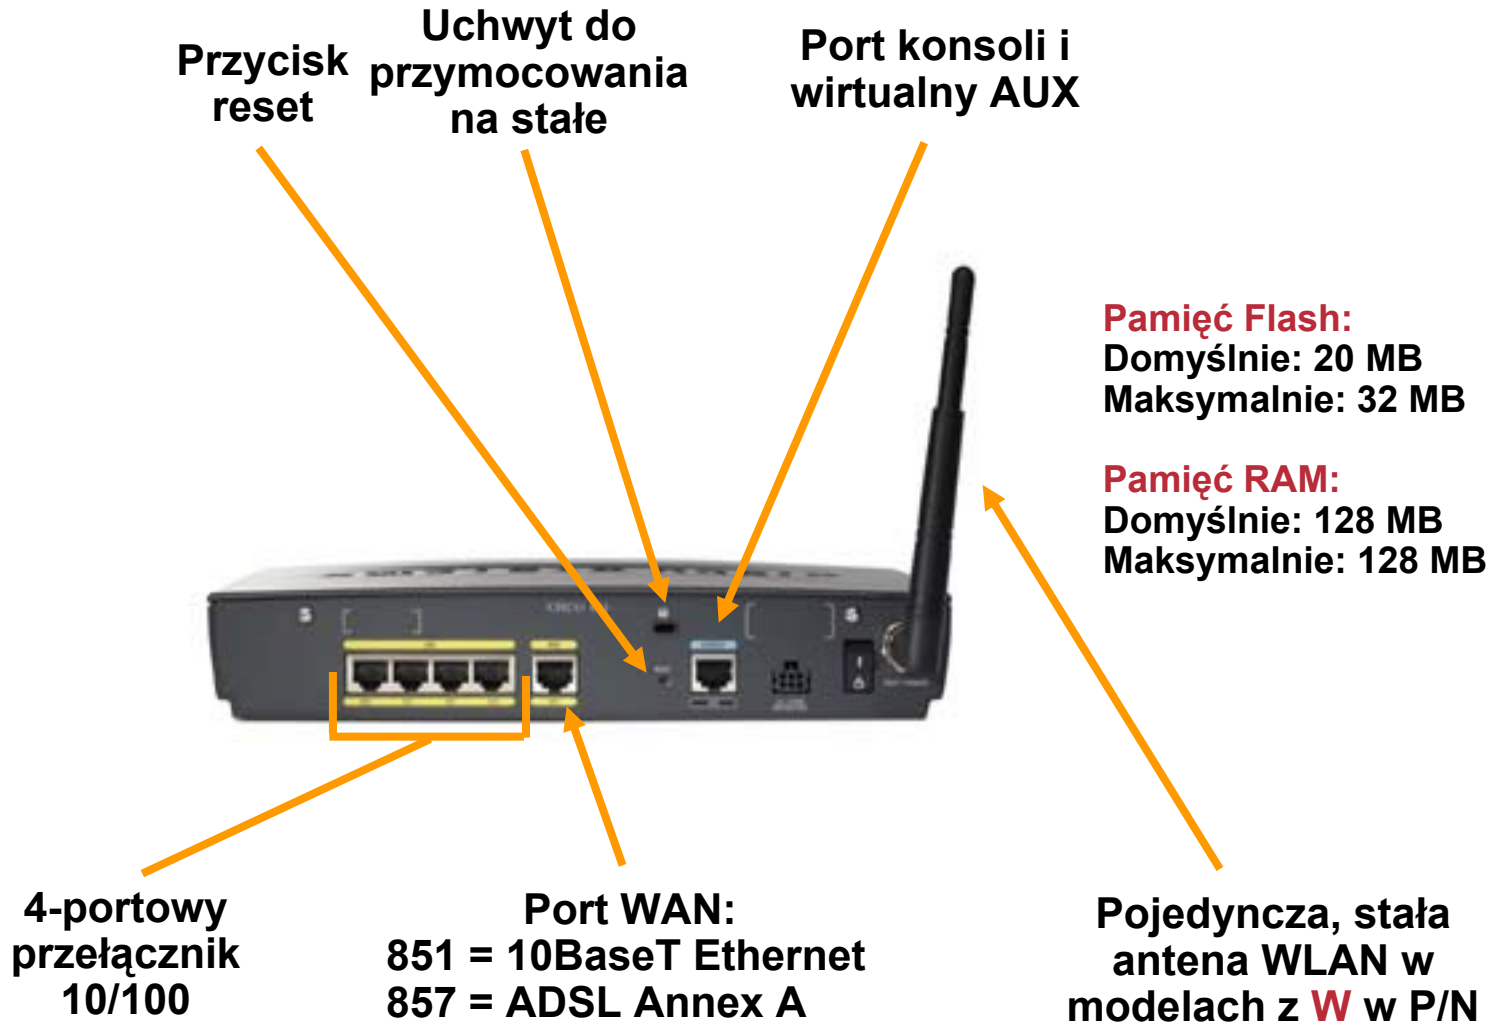 Przycisk
reset
Uchwyt do
przymocowania
na stałe
Port konsoli i
wirtualny AUX
Pamięć Flash:
Domyślnie: 20 MB
Maksymalnie: 32 MB
Pamięć RAM:
Domyślnie: 128 MB
Maksymalnie: 128 MB
4-portowy
przełącznik
10/100
Port WAN:
851 = 10BaseT Ethernet
857 = ADSL Annex A
Pojedyncza, stała
antena WLAN w
modelach z W w P/N